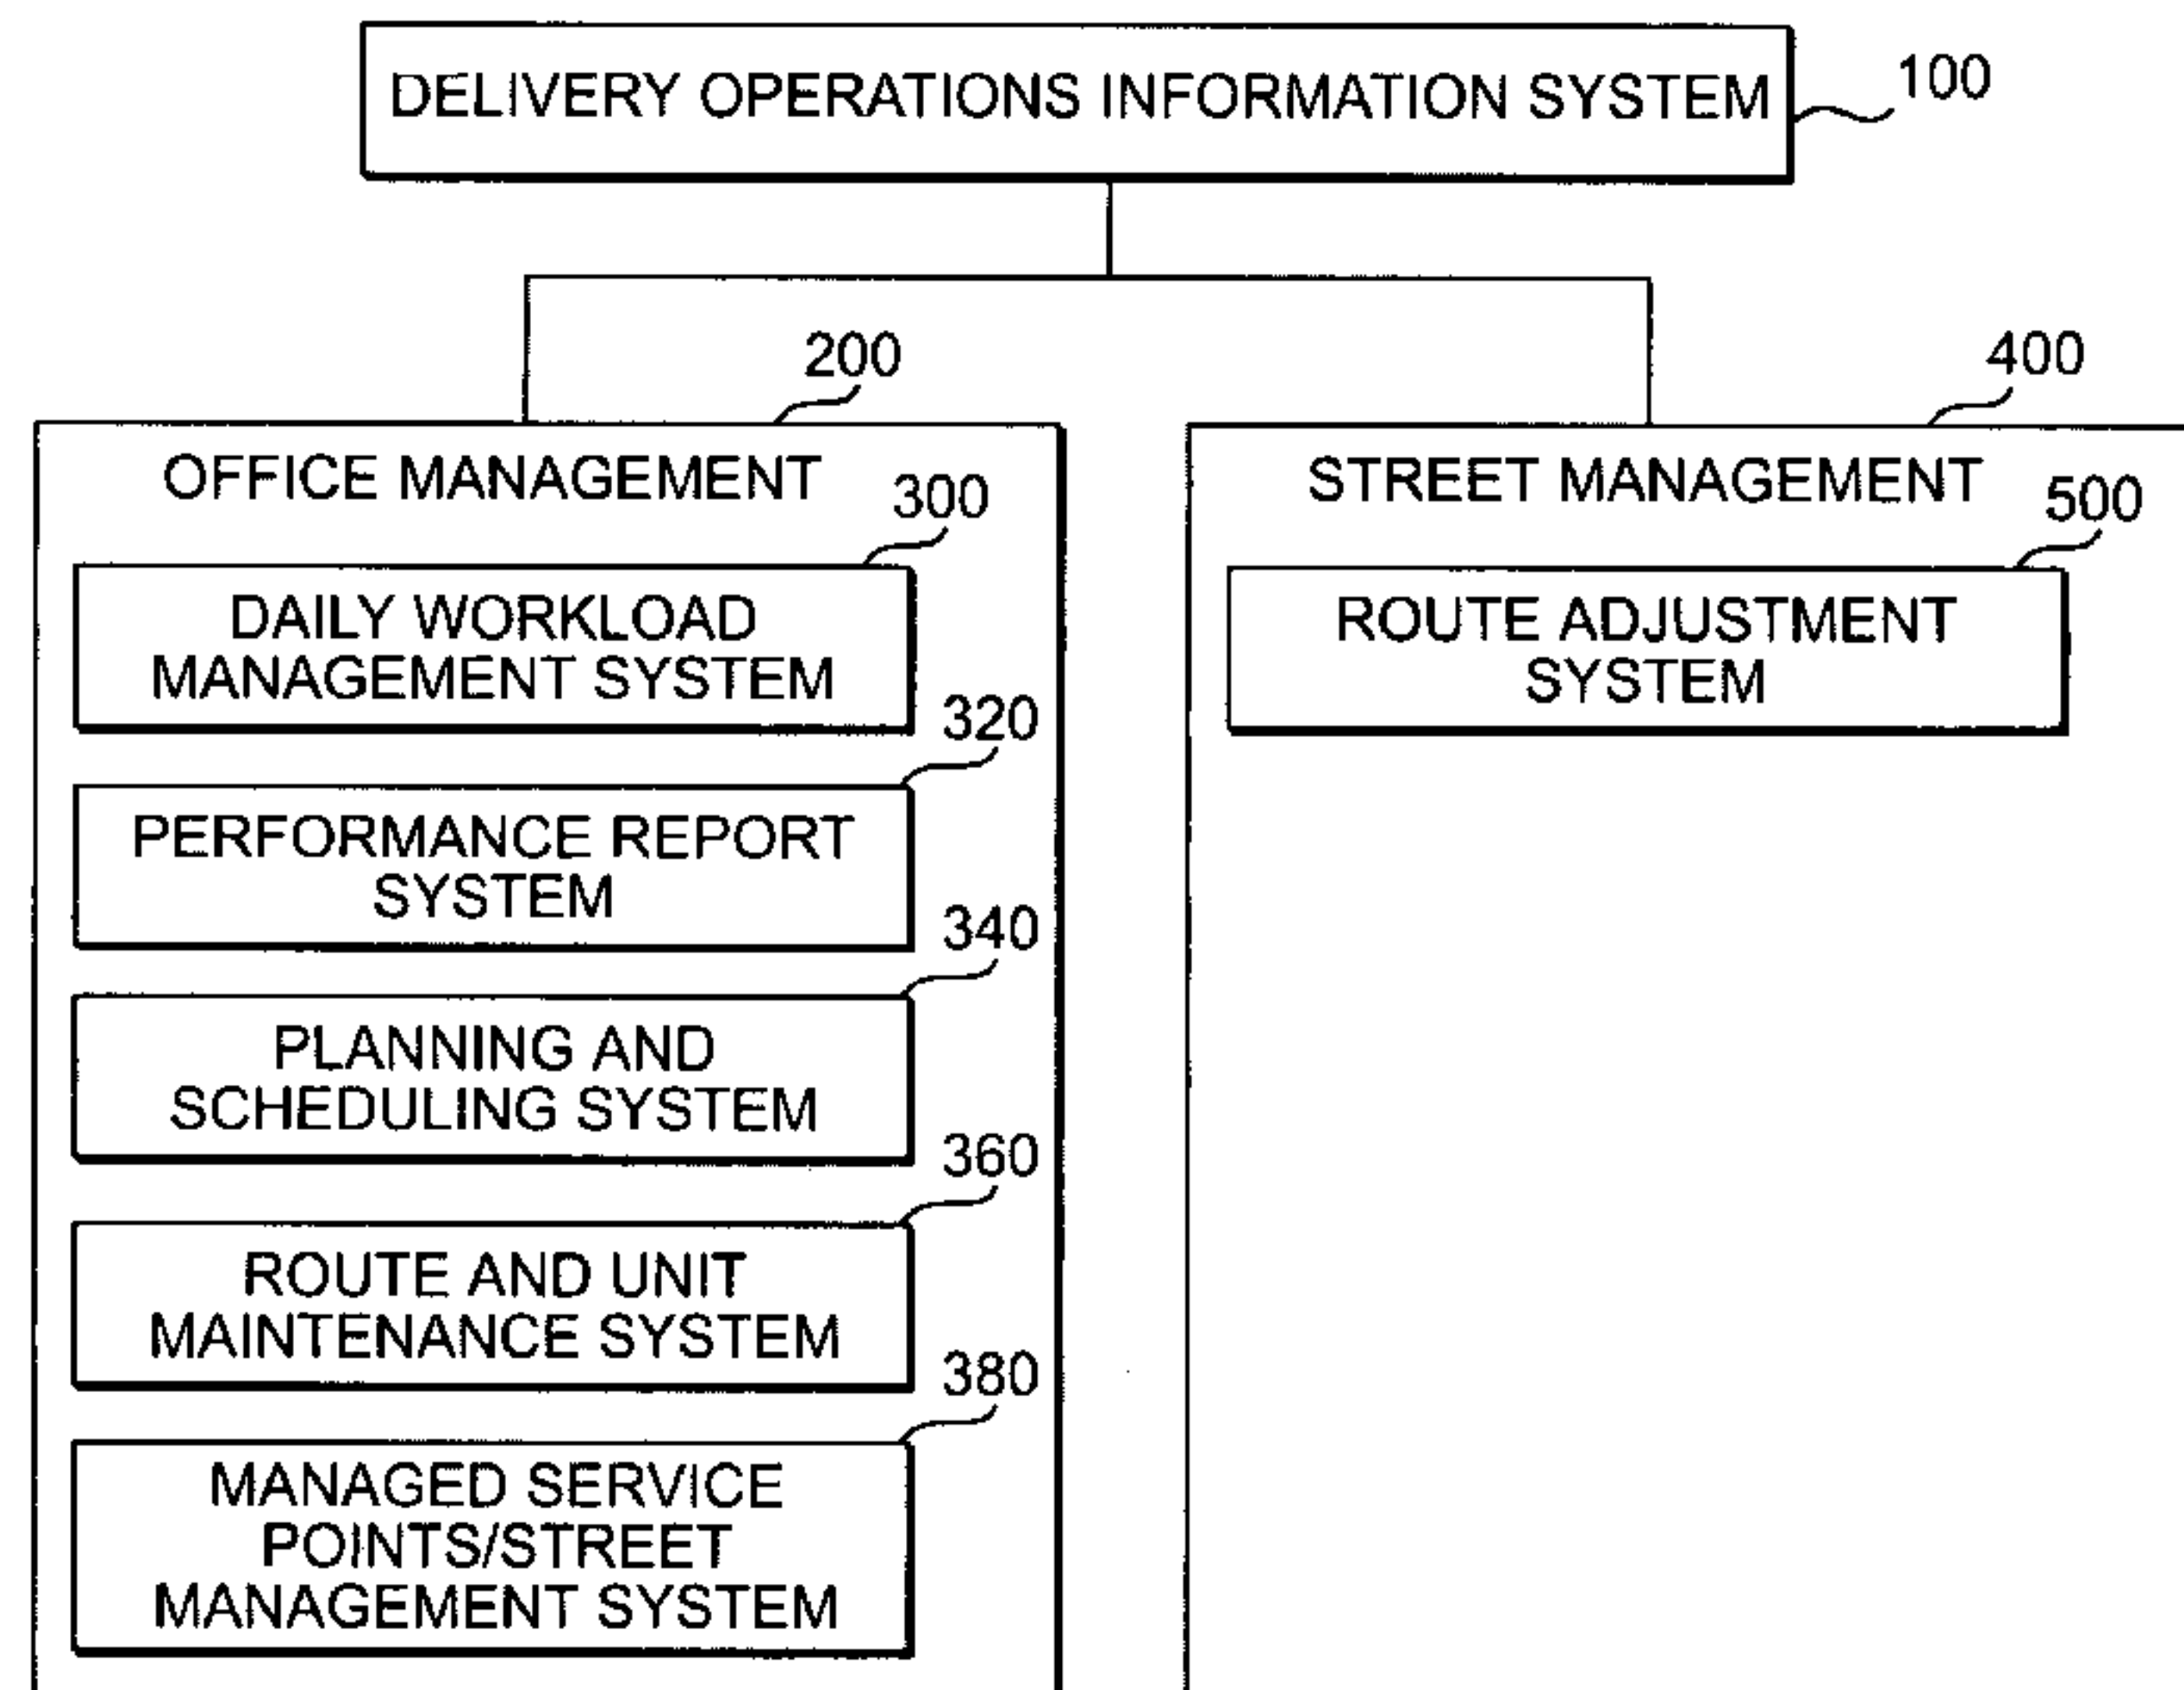 DELIVERY OPERATIONS INFORMATION SYSTEM
100
200
OFFICE MANAGEMENT
300
DAILY WORKLOAD
MANAGEMENT SYSTEM
320
PERFORMANCE REPORT
SYSTEM
340
PLANNING AND
SCHEDULING SYSTEM
360
ROUTE AND UNIT
MAINTENANCE SYSTEM
380
MANAGED SERVICE
POINTS/STREET
MANAGEMENT SYSTEM
400
STREET MANAGEMENT
500
ROUTE ADJUSTMENT
SYSTEM